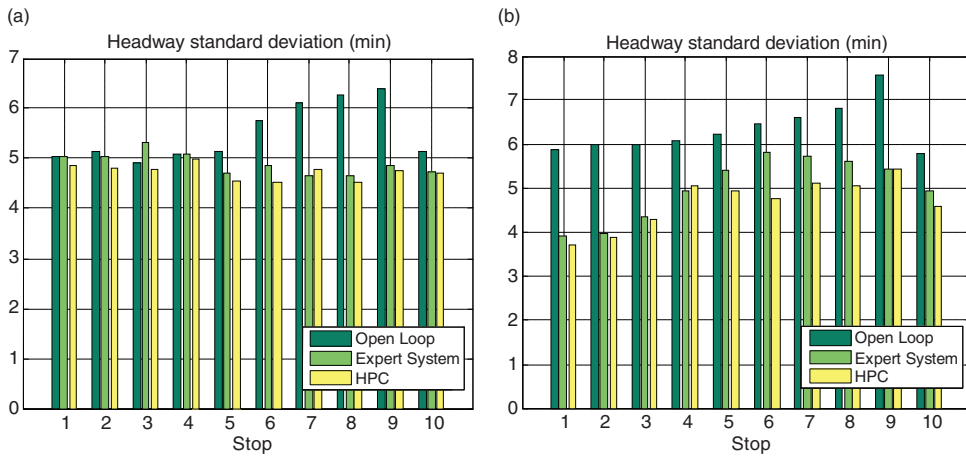 (a)
Headway standard deviation (min)
7
6
5
4
3
2
1
0
1 2 3 4 5 6 7 8 9 10
Stop
Open Loop
Expert System
HPC
(b)
Headway standard deviation (min)
8
7
6
5
4
3
2
1
0
1 2 3 4 5 6 7 8 9 10
Stop
Open Loop
Expert System
HPC